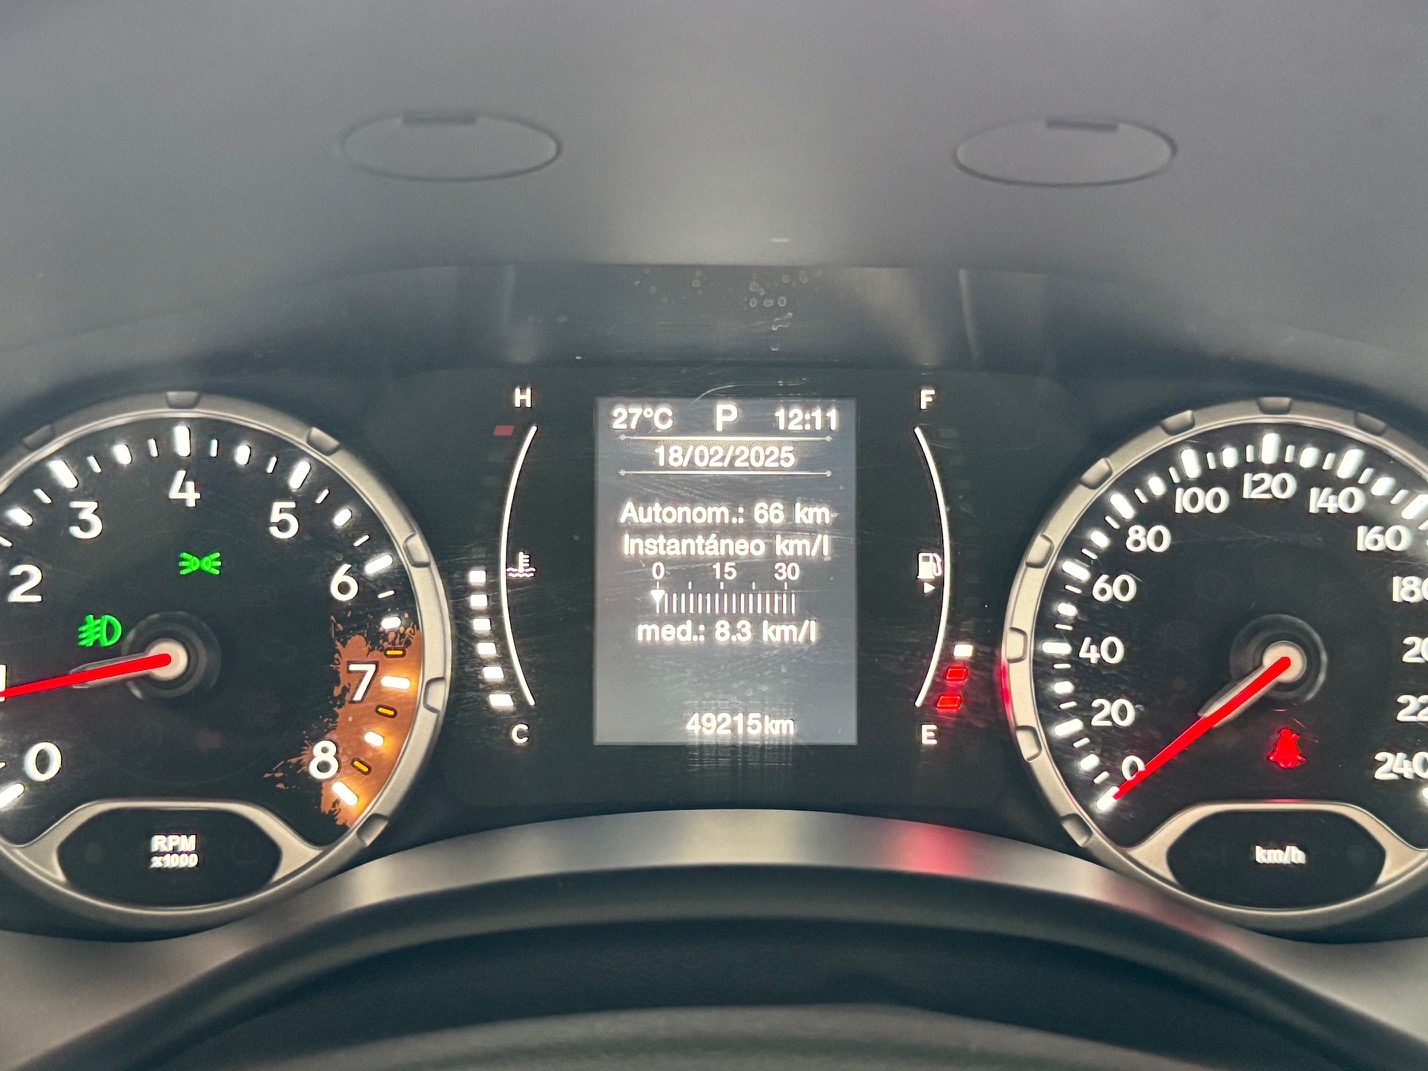 H
F
27°C P 12:11
18/02/2025
Autonom.: 66 km
Instantáneo km/l
0 15 30
med.: 8.3 km/l
49215km
C
E
0
2
3
4
5
6
7
8
RPM
x1000
0
20
40
60
80
100
120
140
160
240
km/h